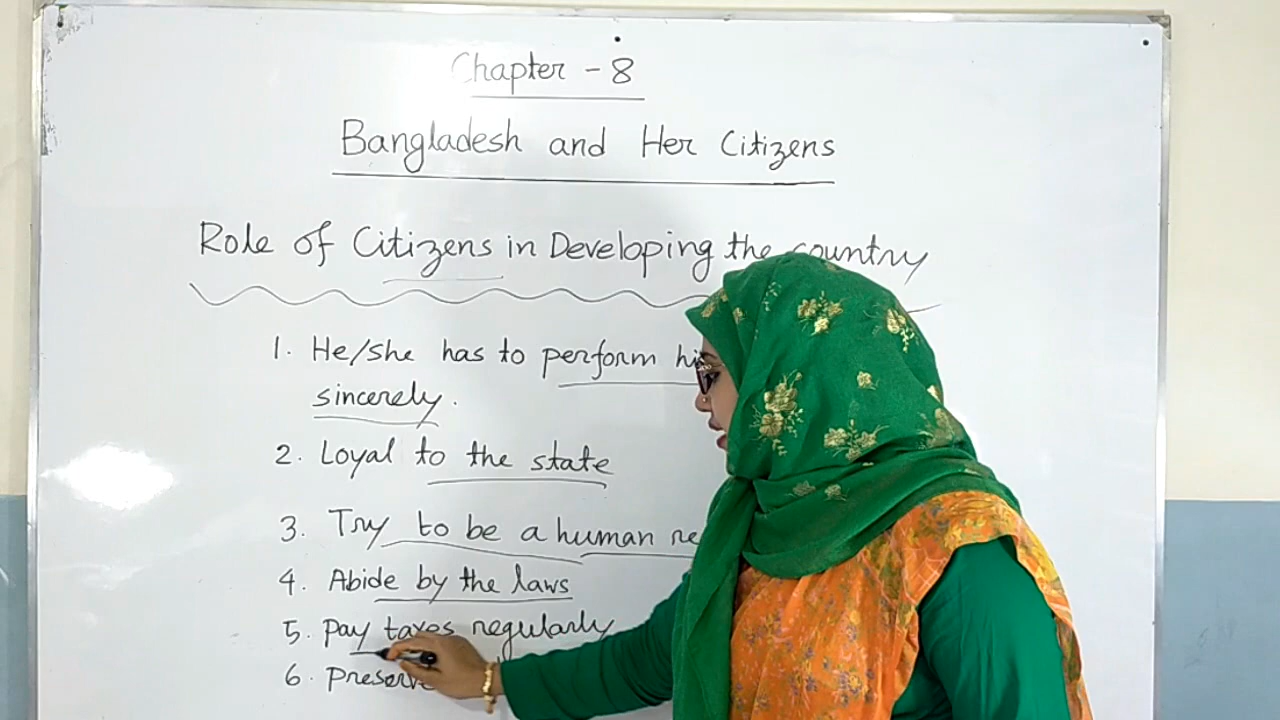 Chapter - 8
Bangladesh and Her Citizens
Role of Citizens in Developing the country
1. He/she has to perform
sincerely.
2. Loyal to the state
3. Try to be a human
4. Abide by the laws
5. Pay taxes regularly
6.